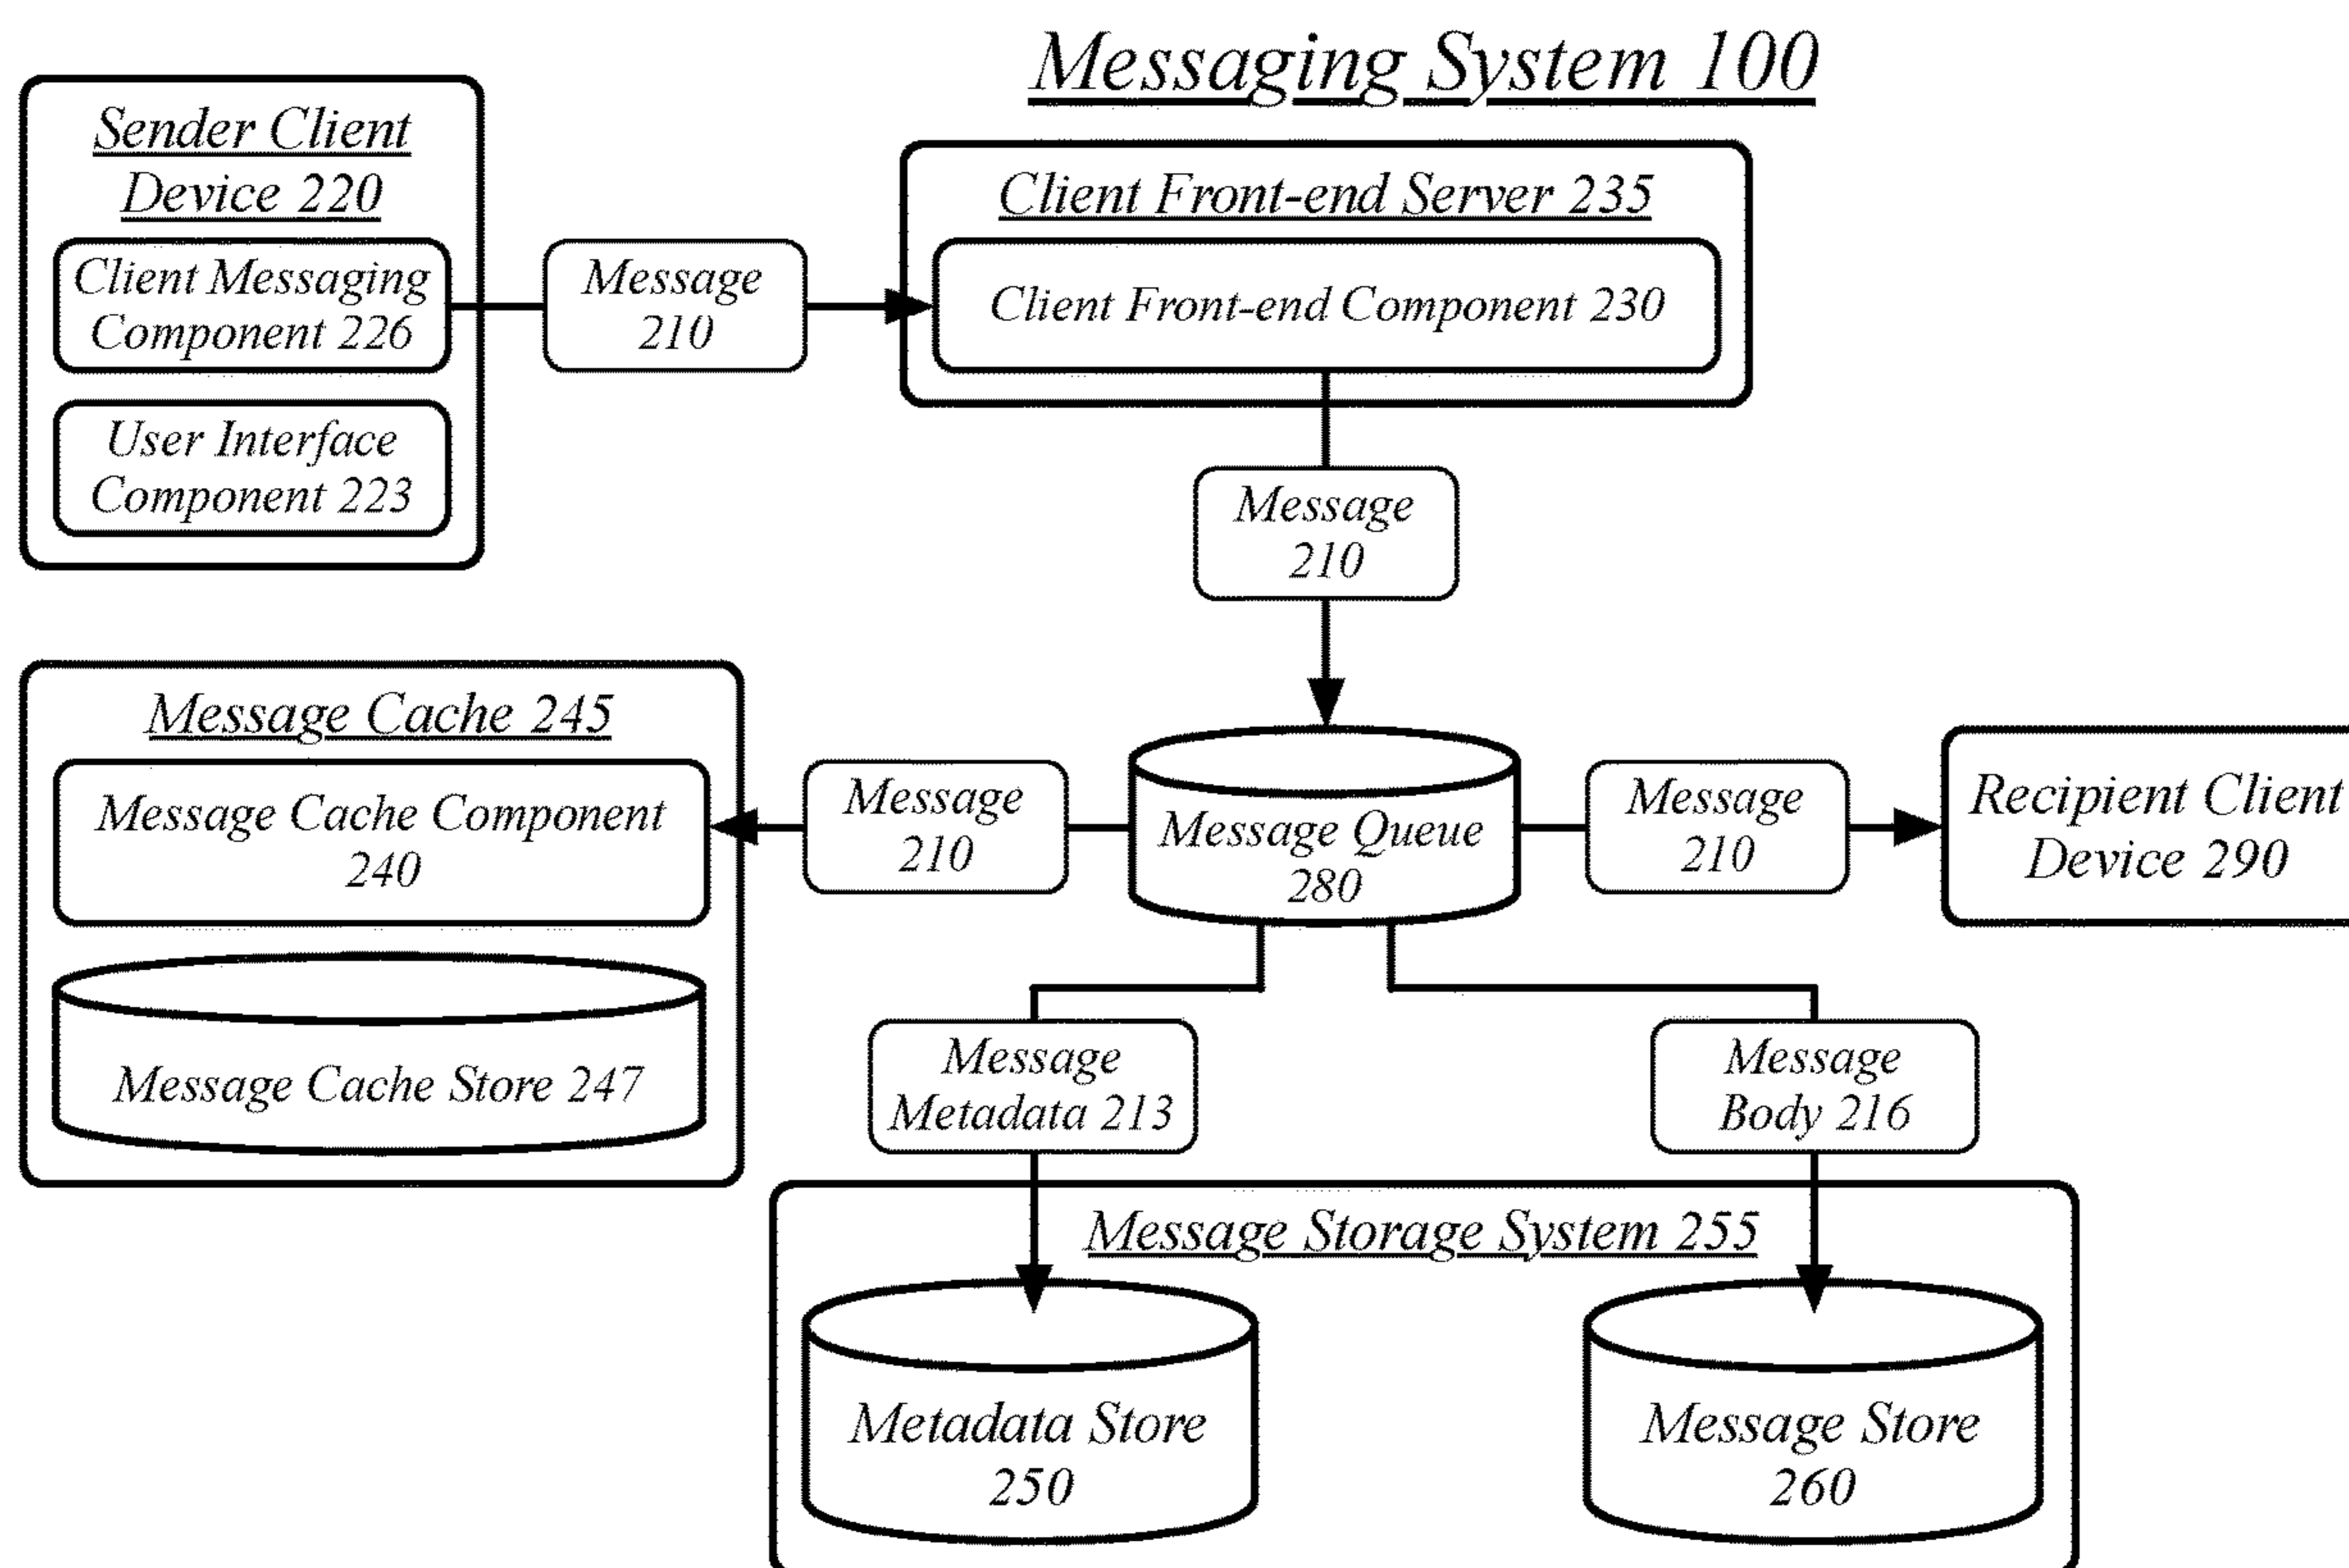 Messaging System 100
Sender Client
Device 220
Client Messaging
Component 226
User Interface
Component 223
Message
210
Client Front-end Server 235
Client Front-end Component 230
Message
210
Message Cache 245
Message Cache Component
240
Message Cache Store 247
Message
210
Message Queue
280
Message
210
Recipient Client
Device 290
Message
Metadata 213
Message
Body 216
Message Storage System 255
Metadata Store
250
Message Store
260